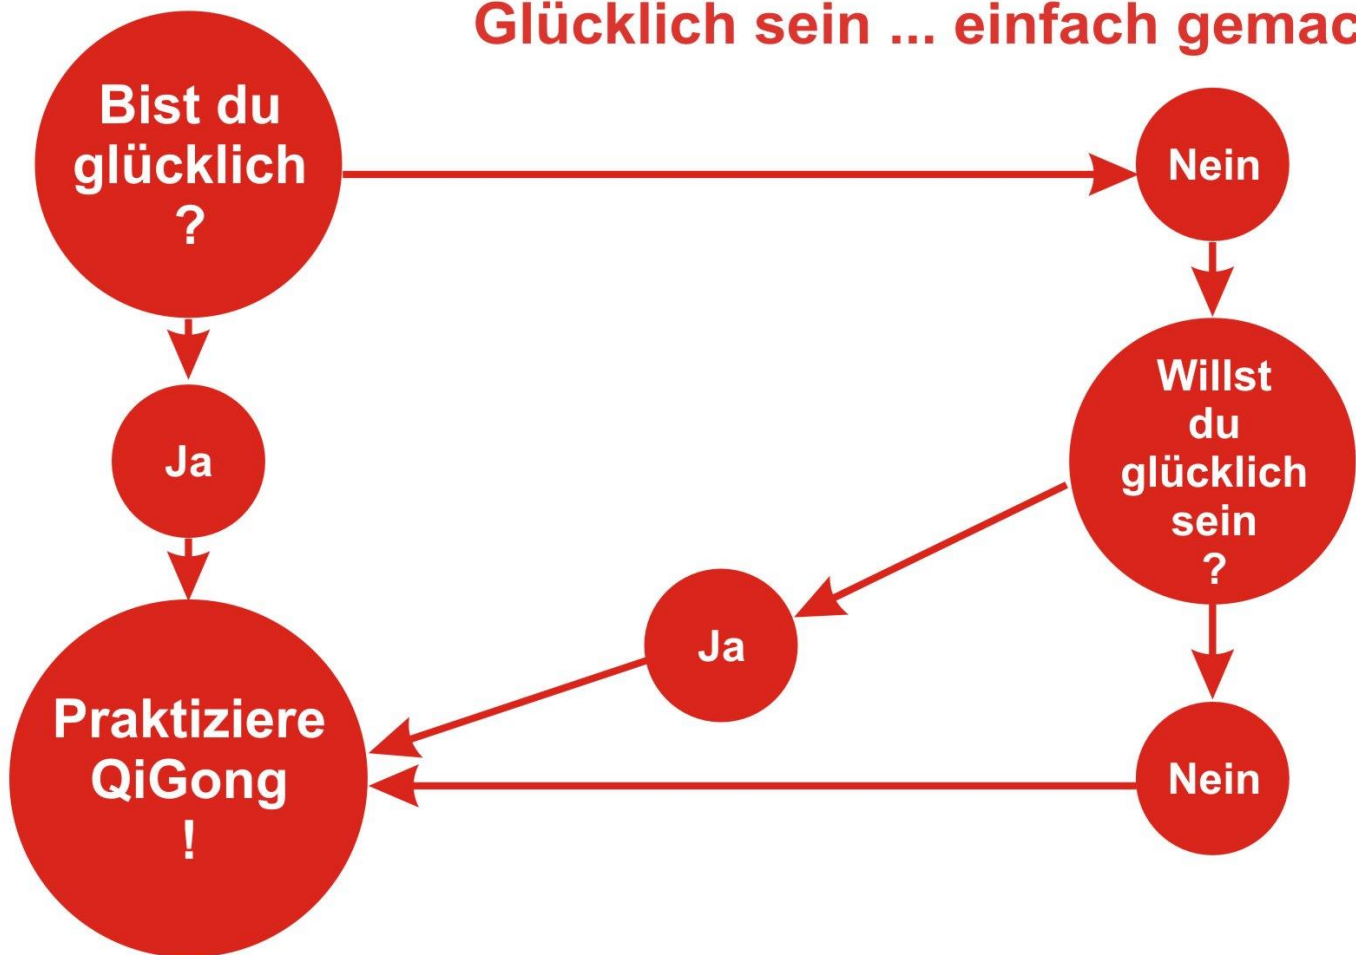 Glücklich sein ... einfach gemac
Bist du
glücklich
?
Nein
Ja
Willst
du
glücklich
sein
?
Ja
Nein
Praktiziere
QiGong
!